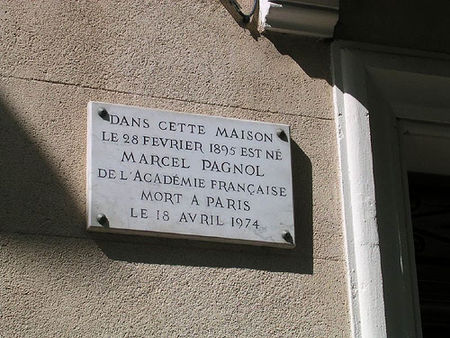 DANS CETTE MAISON
LE 28 FEVRIER 1895 EST NÉ
MARCEL PAGNOL
DE L'ACADÉMIE FRANÇAISE
MORT A PARIS
LE 18 AVRIL 1974